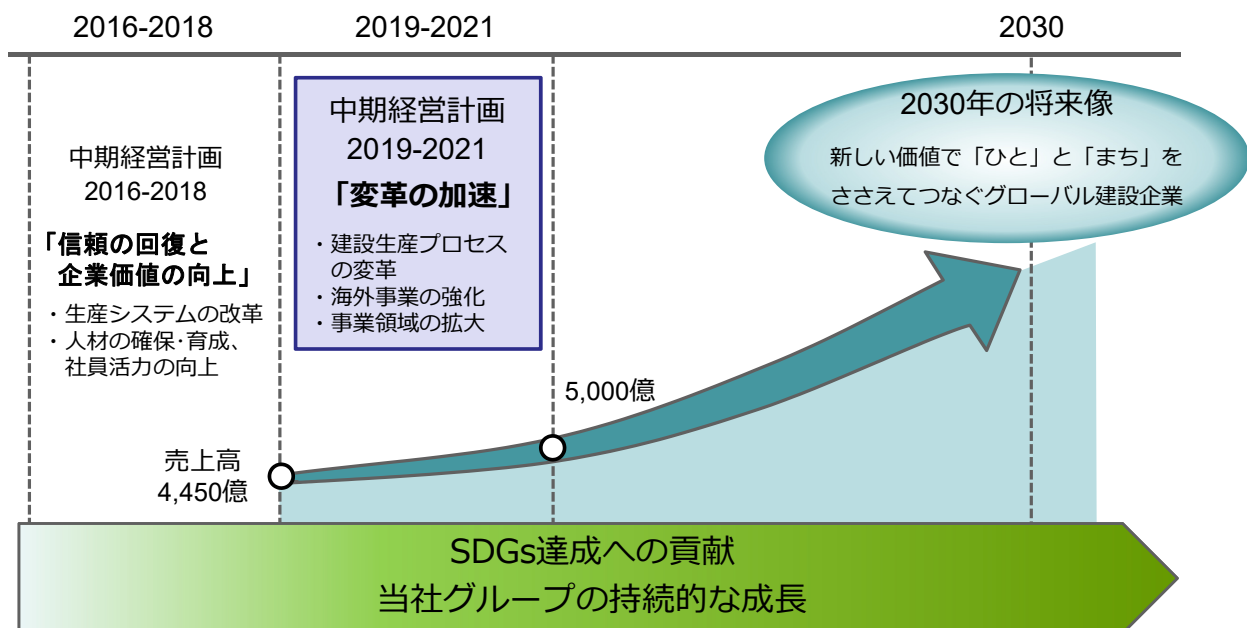 2016-2018
2019-2021
2030
中期経営計画
2016-2018
「信頼の回復と
企業価値の向上」
・生産システムの改革
・人材の確保・育成、
社員活力の向上
中期経営計画
2019-2021
「変革の加速」
・建設生産プロセス
の変革
・海外事業の強化
・事業領域の拡大
2030年の将来像
新しい価値で「ひと」と「まち」を
ささえてつなぐグローバル建設企業
売上高
4,450億
5,000億
SDGs達成への貢献
当社グループの持続的な成長